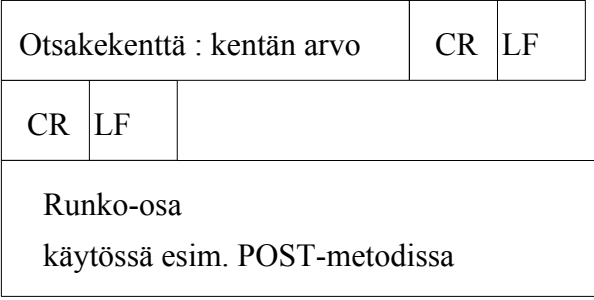 Otsakekenttä : kentän arvo CR LF
CR LF
Runko-osa
käytössä esim. POST-metodissa